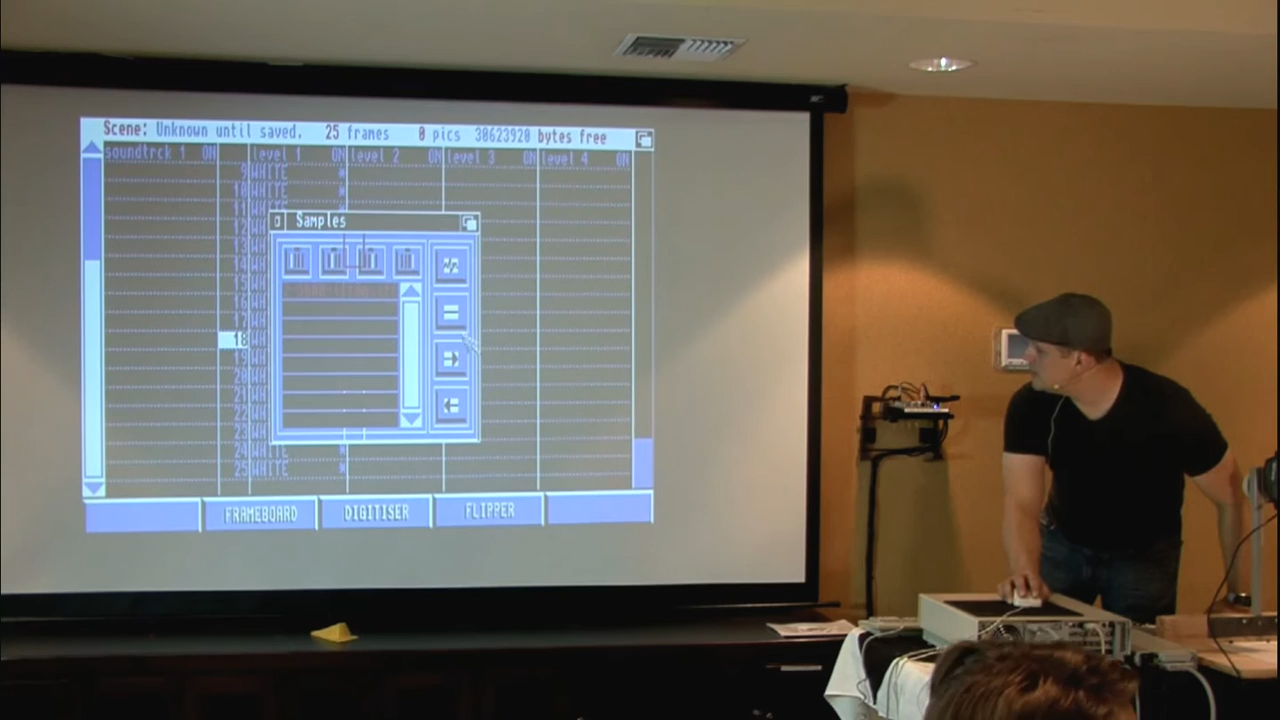 Scene: Unknown until saved. 25 frames 0 pics 30623920 bytes free
soundtrck 1 ON level 1 ON level 2 ON level 3 ON level 4 ON
9 WHITE *
10 WHITE *
11 WH
12
13
14
15
16
17
18 WH
19
20
21
22
23
24 WHITE *
25 WHITE *
Samples
FRAMEBOARD DIGITISER FLIPPER